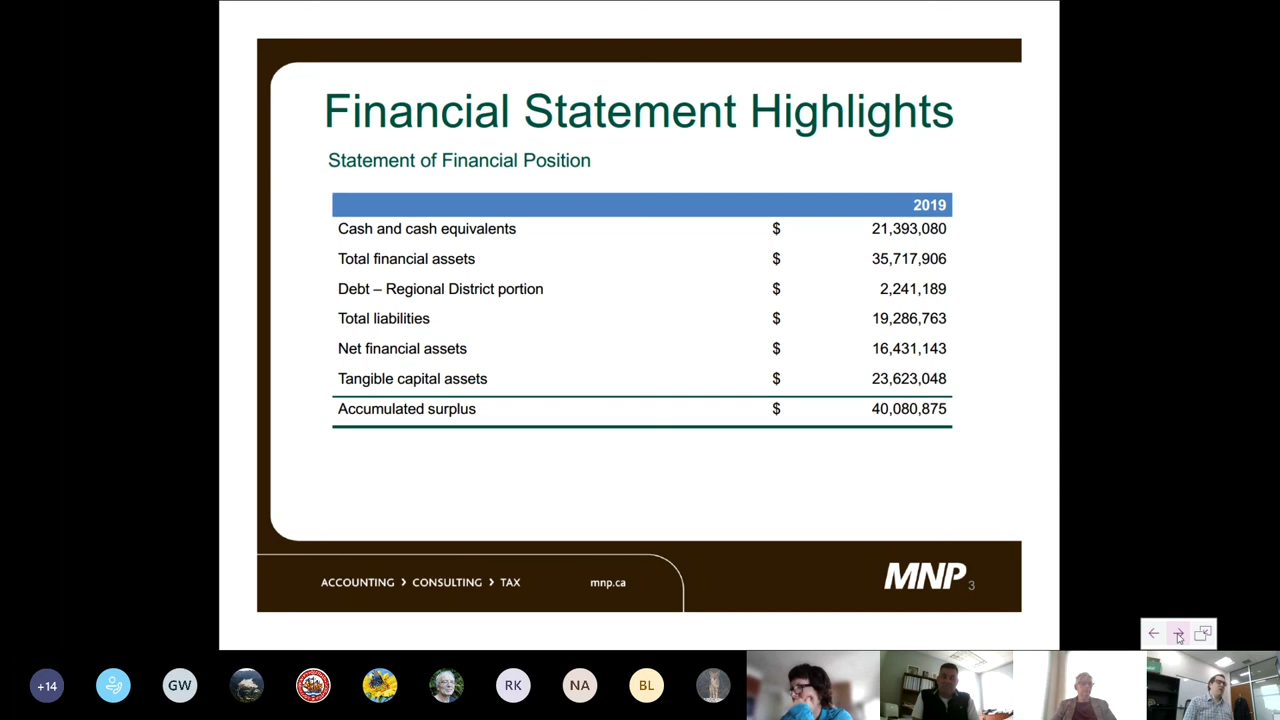 Financial Statement Highlights
Statement of Financial Position
2019
Cash and cash equivalents $ 21,393,080
Total financial assets $ 35,717,906
Debt – Regional District portion $ 2,241,189
Total liabilities $ 19,286,763
Net financial assets $ 16,431,143
Tangible capital assets $ 23,623,048
Accumulated surplus $ 40,080,875
ACCOUNTING › CONSULTING › TAX mnp.ca MNP 3
+14 GW RK NA BL